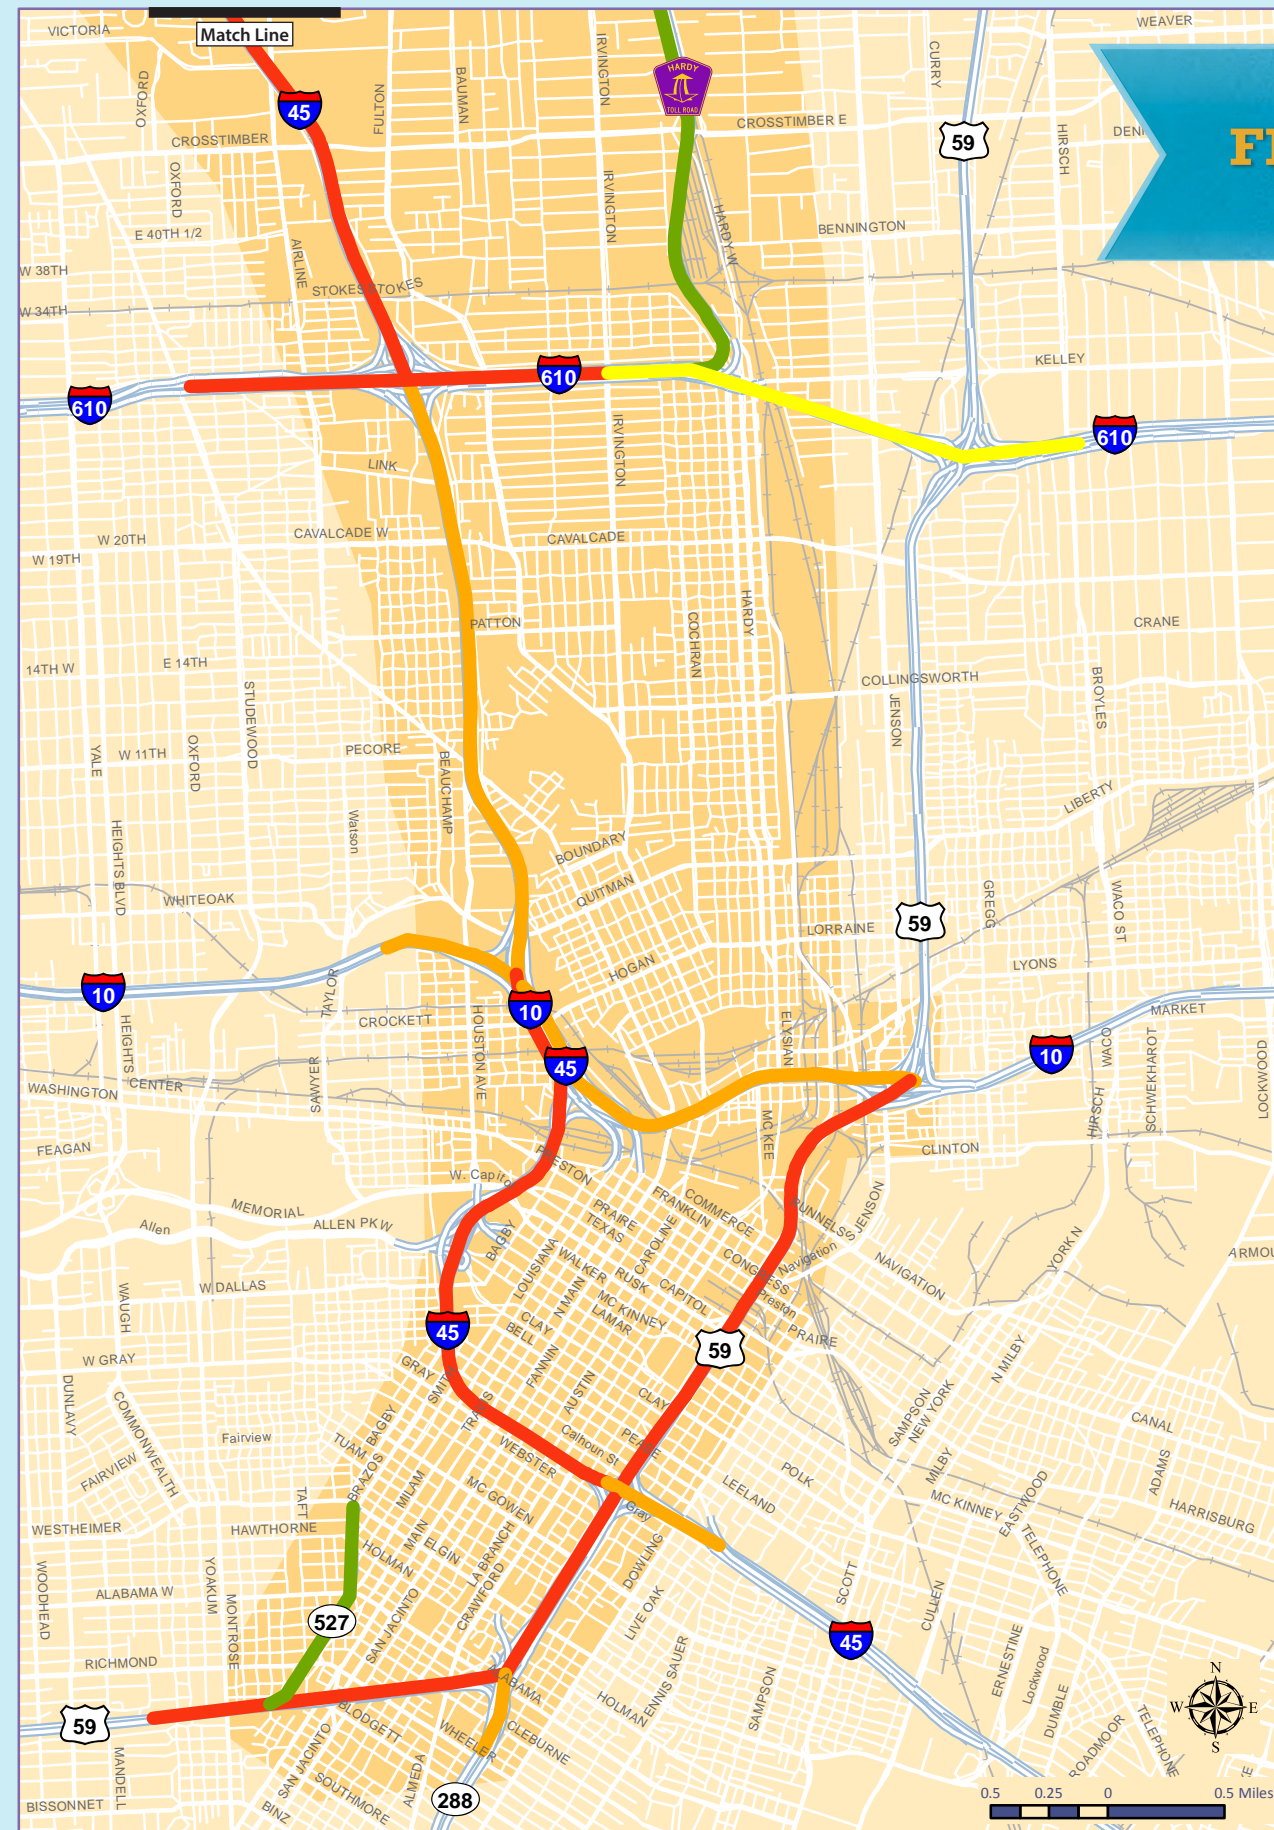 VICTORIA
Match Line
WEAVER
OXFORD
FULTON
BAUMAN
IRVINGTON
HARDY
TOLL ROAD
CURRY
45
CROSSTIMBER
CROSSTIMBER E
59
HIRSCH
OXFORD
IRVINGTON
HARDY W
E 40TH 1/2
BENNINGTON
AIRLINE
W 38TH
STOKES
STOKES
W 34TH
KELLEY
610
610
610
IRVINGTON
LINK
W 20TH
CAVALCADE W
CAVALCADE
W 19TH
COCHRAN
HARDY
PATTON
CRANE
14TH W
E 14TH
COLLINGSWORTH
STUDEWOOD
JENSON
BROYLES
YALE
W 11TH
OXFORD
PECORE
BEAUCHAMP
LIBERTY
HEIGHTS BLVD
Watson
BOUNDARY
QUITMAN
WHITEOAK
GREGG
WACO ST
59
LORRAINE
HOGAN
LYONS
10
TAYLOR
10
MARKET
HEIGHTS
CROCKETT
HOUSTON AVE
ELYSIAN
10
WACO
SCHWEKHAROT
LOCKWOOD
45
WASHINGTON
CENTER
SAWYER
HIRSCH
MC KEE
FEAGAN
CLINTON
PRESTON
W. Capitol
MEMORIAL
ALLEN PKW
Allen
PRAIRE
TEXAS
FRANKLIN
COMMERCE
RUNNELS
S JENSON
BAGBY
CAROLINE
LOUISIANA
WALKER
RUSK
CAPITOL
CONGRESS
Navigation
NAVIGATION
YORK N
W DALLAS
WAUGH
N MAIN
MC KINNEY
LAMAR
Preston
PRAIRE
CLAY
BELL
45
59
W GRAY
GRAY
SMITH
FANNIN
AUSTIN
N MILBY
DUNLAVY
COMMONWEALTH
TRAVIS
CLAY
SAMPSON
NEW YORK
CANAL
Fairview
FAIRVIEW
TUAM
BAGBY
WEBSTER
Calhoun St
PEASE
POLK
MILBY
ADAMS
TAFT
BRAZOS
MILAM
MC GOWEN
LEELAND
MC KINNEY
EASTWOOD
HARRISBURG
WESTHEIMER
HAWTHORNE
MAIN
ELGIN
Gray
TELEPHONE
WOODHEAD
YOAKUM
HOLMAN
LA BRANCH
CRAWFORD
DOWLING
SCOTT
ALABAMA W
MONTROSE
527
SAN JACINTO
LIVE OAK
CULLEN
45
RICHMOND
ENNIS
SAUER
ERNESTINE
Lockwood
ALABAMA
HOLMAN
SAMPSON
DUMBLE
N
W
E
S
59
BLODGETT
WHEELER
CLEBURNE
TELEPHONE
MANDELL
SAN JACINTO
SOUTHMORE
ALMEDA
288
BISSONNET
BINZ
0.5 0.25 0 0.5 Miles